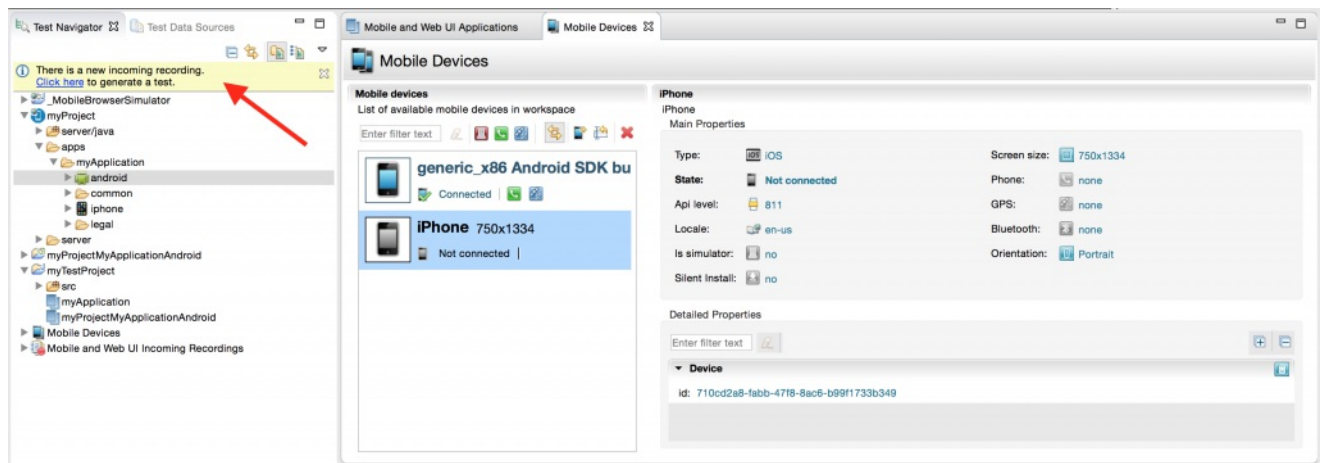 Test Navigator
Test Data Sources
There is a new incoming recording.
Click here to generate a test.
_MobileBrowserSimulator
myProject
server/java
apps
myApplication
android
common
iphone
legal
server
myProjectMyApplicationAndroid
myTestProject
src
myApplication
myProjectMyApplicationAndroid
Mobile Devices
Mobile and Web UI Incoming Recordings
Mobile and Web UI Applications
Mobile Devices
Mobile Devices
Mobile devices
List of available mobile devices in workspace
Enter filter text
generic_x86 Android SDK bu
Connected
iPhone 750x1334
Not connected
iPhone
iPhone
Main Properties
Type: iOS iOS
Screen size: 750x1334
State: Not connected
Phone: none
Api level: 811
GPS: none
Locale: en-us
Bluetooth: none
Is simulator: no
Orientation: Portrait
Silent Install: no
Detailed Properties
Enter filter text
Device
id: 710cd2a8-fabb-47f8-8ac6-b99f1733b349